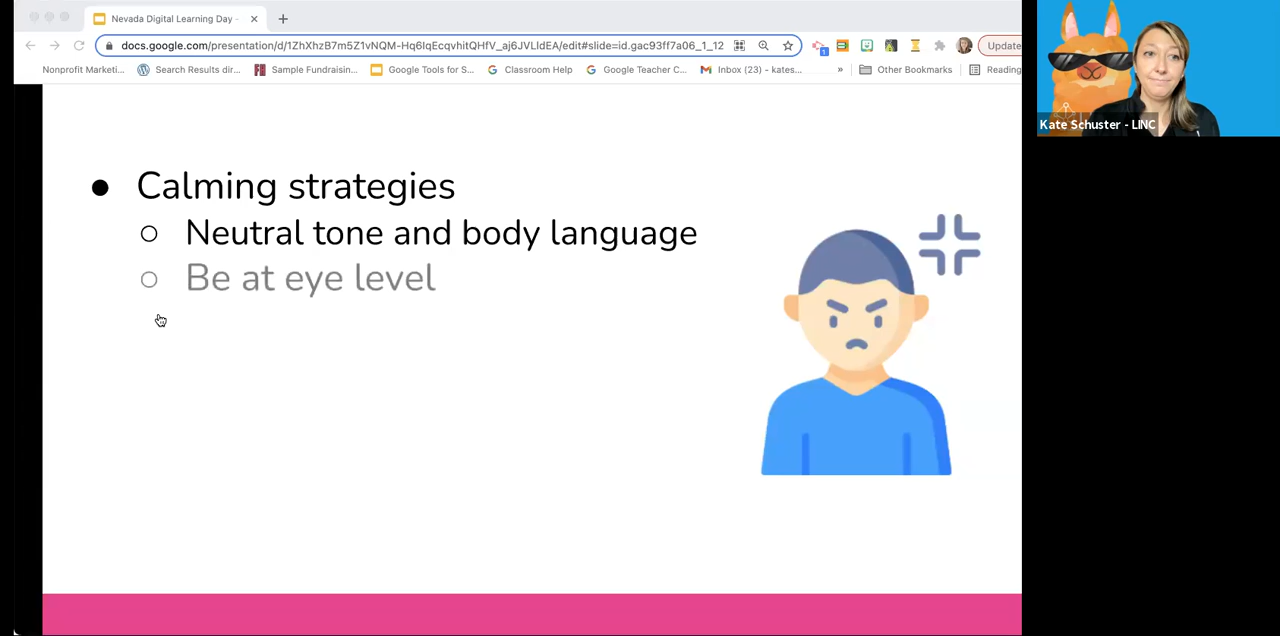 Nevada Digital Learning Day -
docs.google.com/presentation/d/1ZhXhzB7m5Z1vNQM-Hq6IqEcqvhitQHfV_aj6JVLIdEA/edit#slide=id.gac93ff7a06_1_12
1
Update
Nonprofit Marketi... Search Results dir... Sample Fundraisin... Google Tools for S... Classroom Help Google Teacher C... Inbox (23) - kates... » Other Bookmarks Reading
Kate Schuster - LINC
● Calming strategies
○ Neutral tone and body language
○ Be at eye level